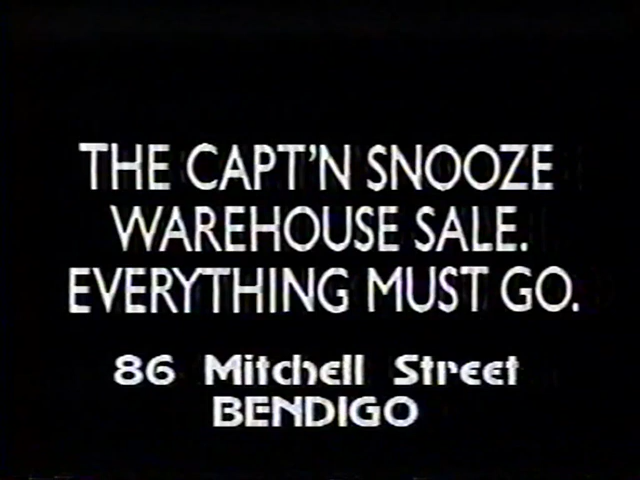 THE CAPT'N SNOOZE
WAREHOUSE SALE.
EVERYTHING MUST GO.
86 Mitchell Street
BENDIGO